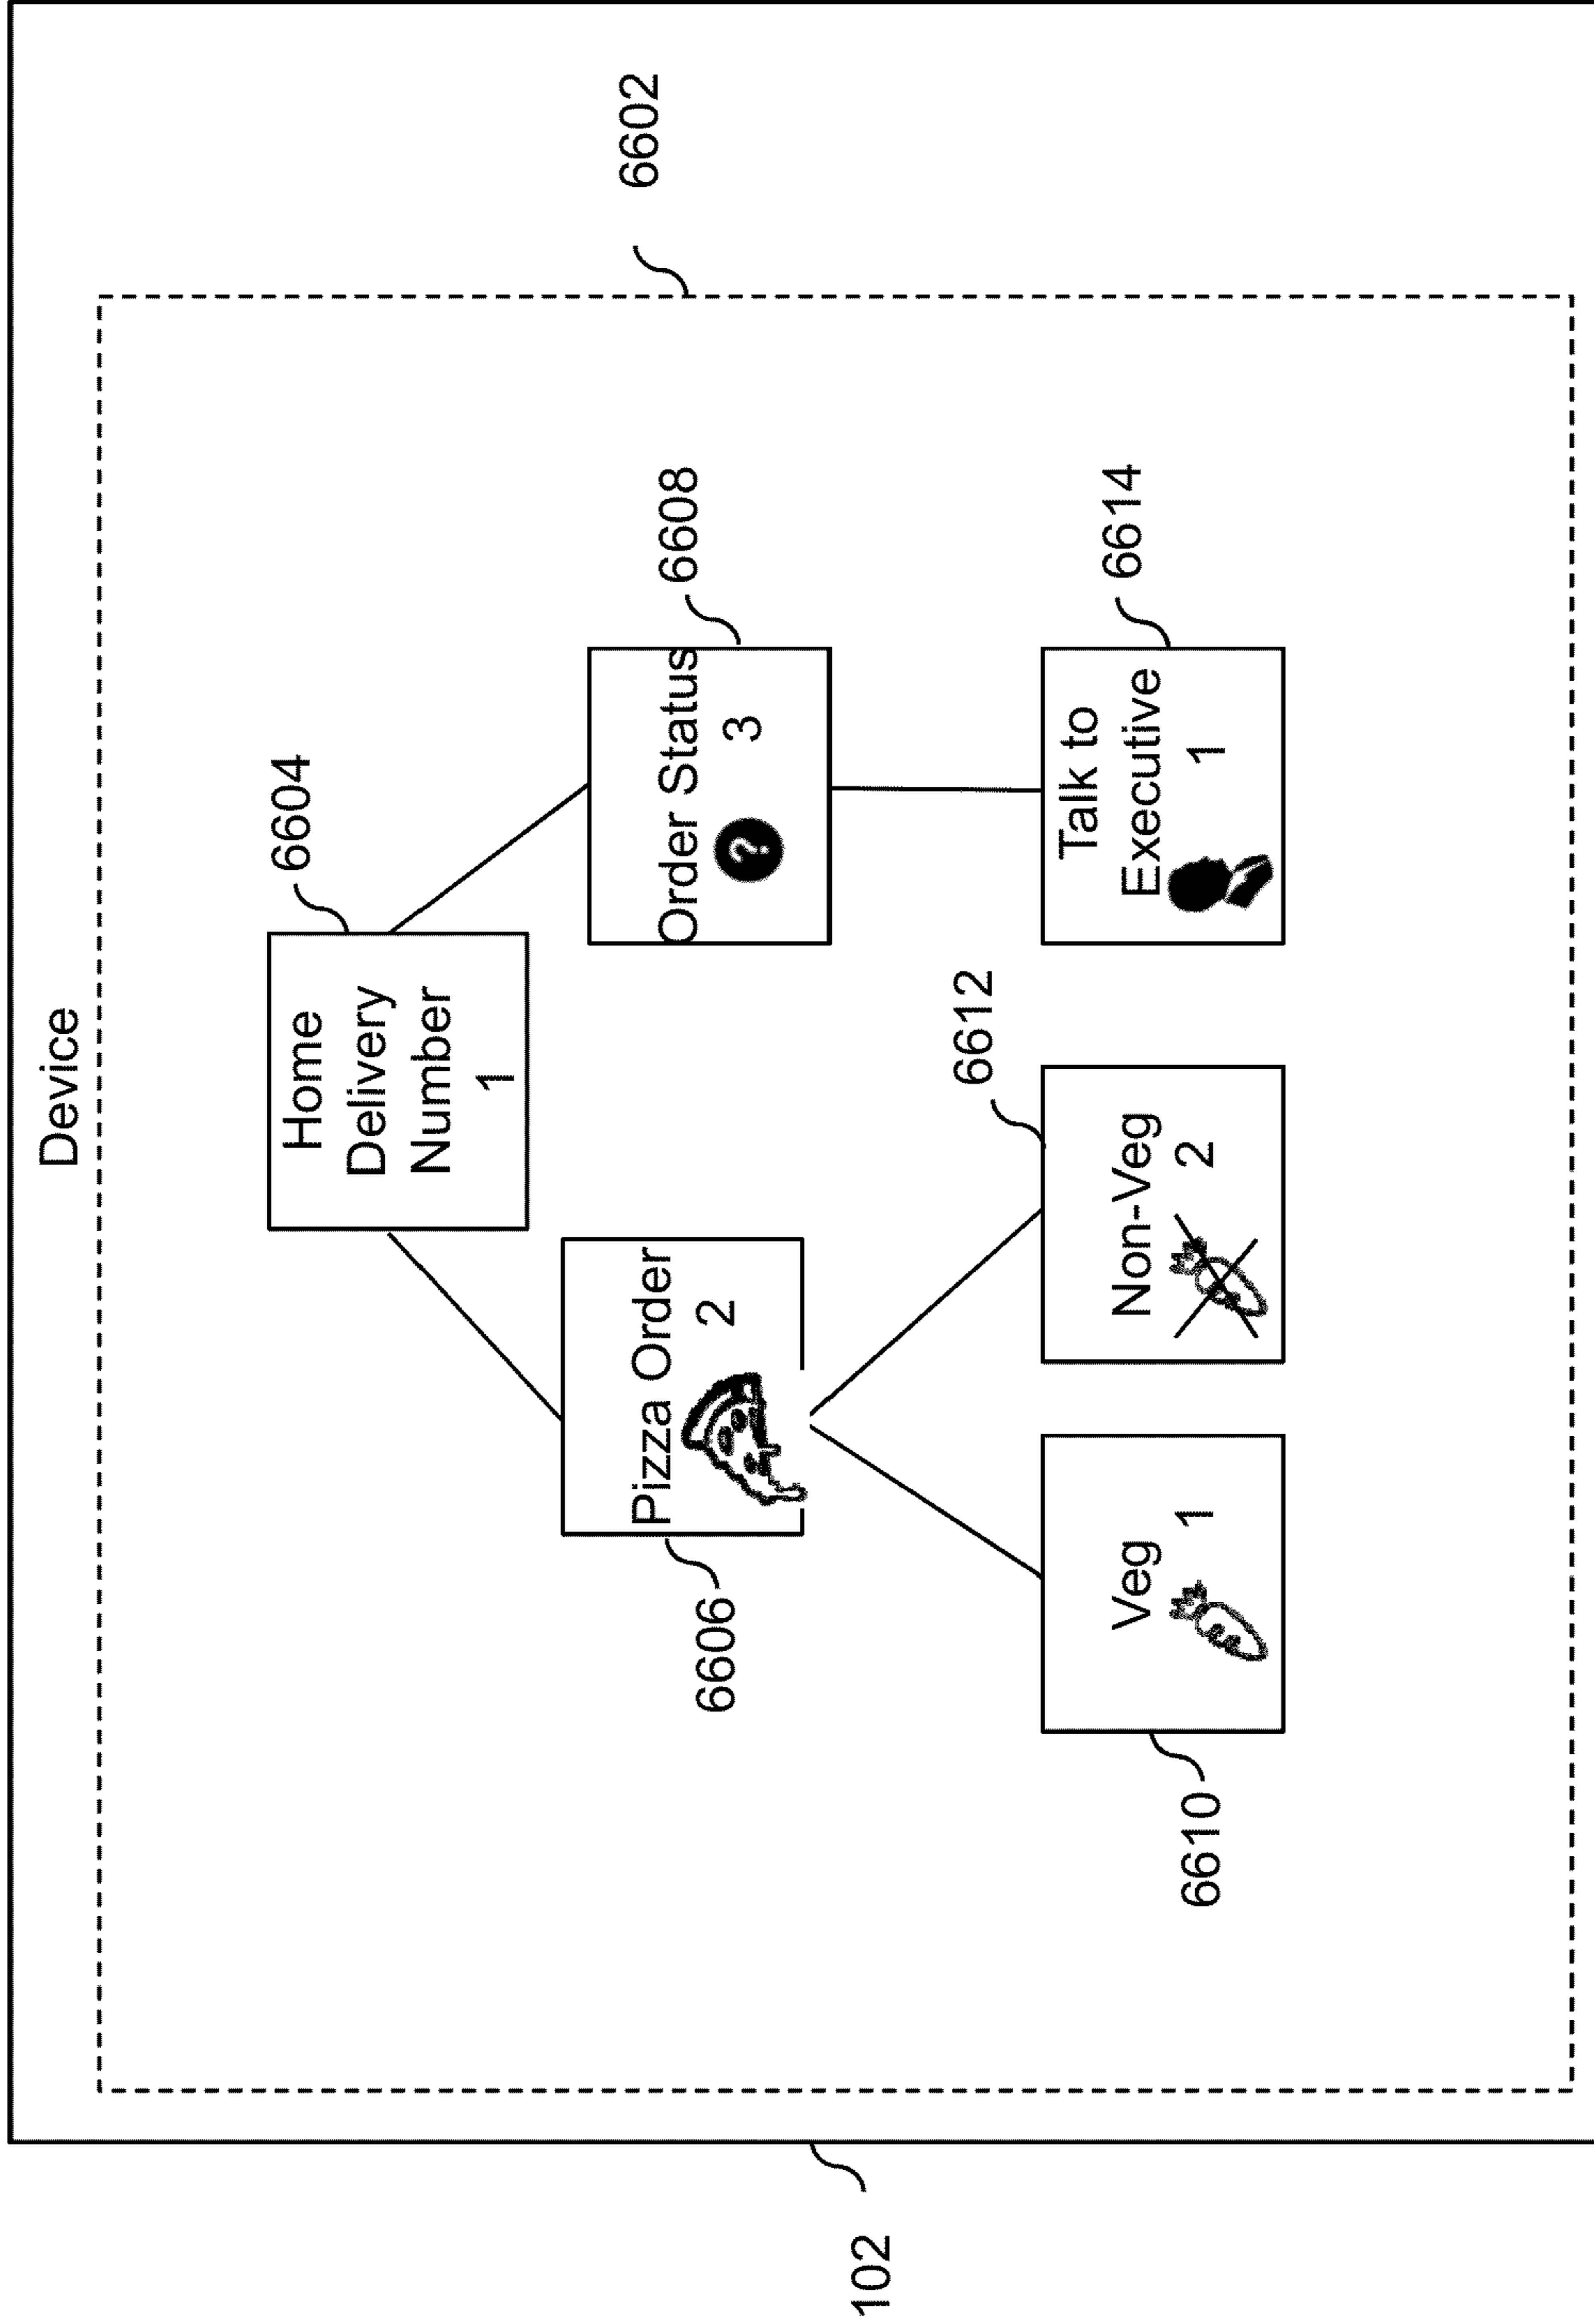 Device
6602
6604
Home
Delivery
Number
1
6606
Pizza Order
2
6608
Order Status
?
3
6610
Veg
1
6612
Non-Veg
2
6614
Talk to
Executive
1
102